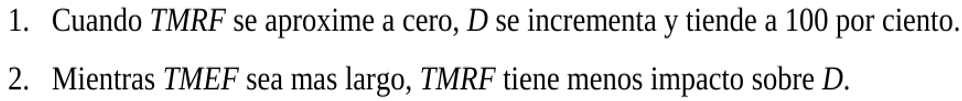 1. Cuando TMRF se aproxime a cero, D se incrementa y tiende a 100 por ciento.
2. Mientras TMEF sea mas largo, TMRF tiene menos impacto sobre D.